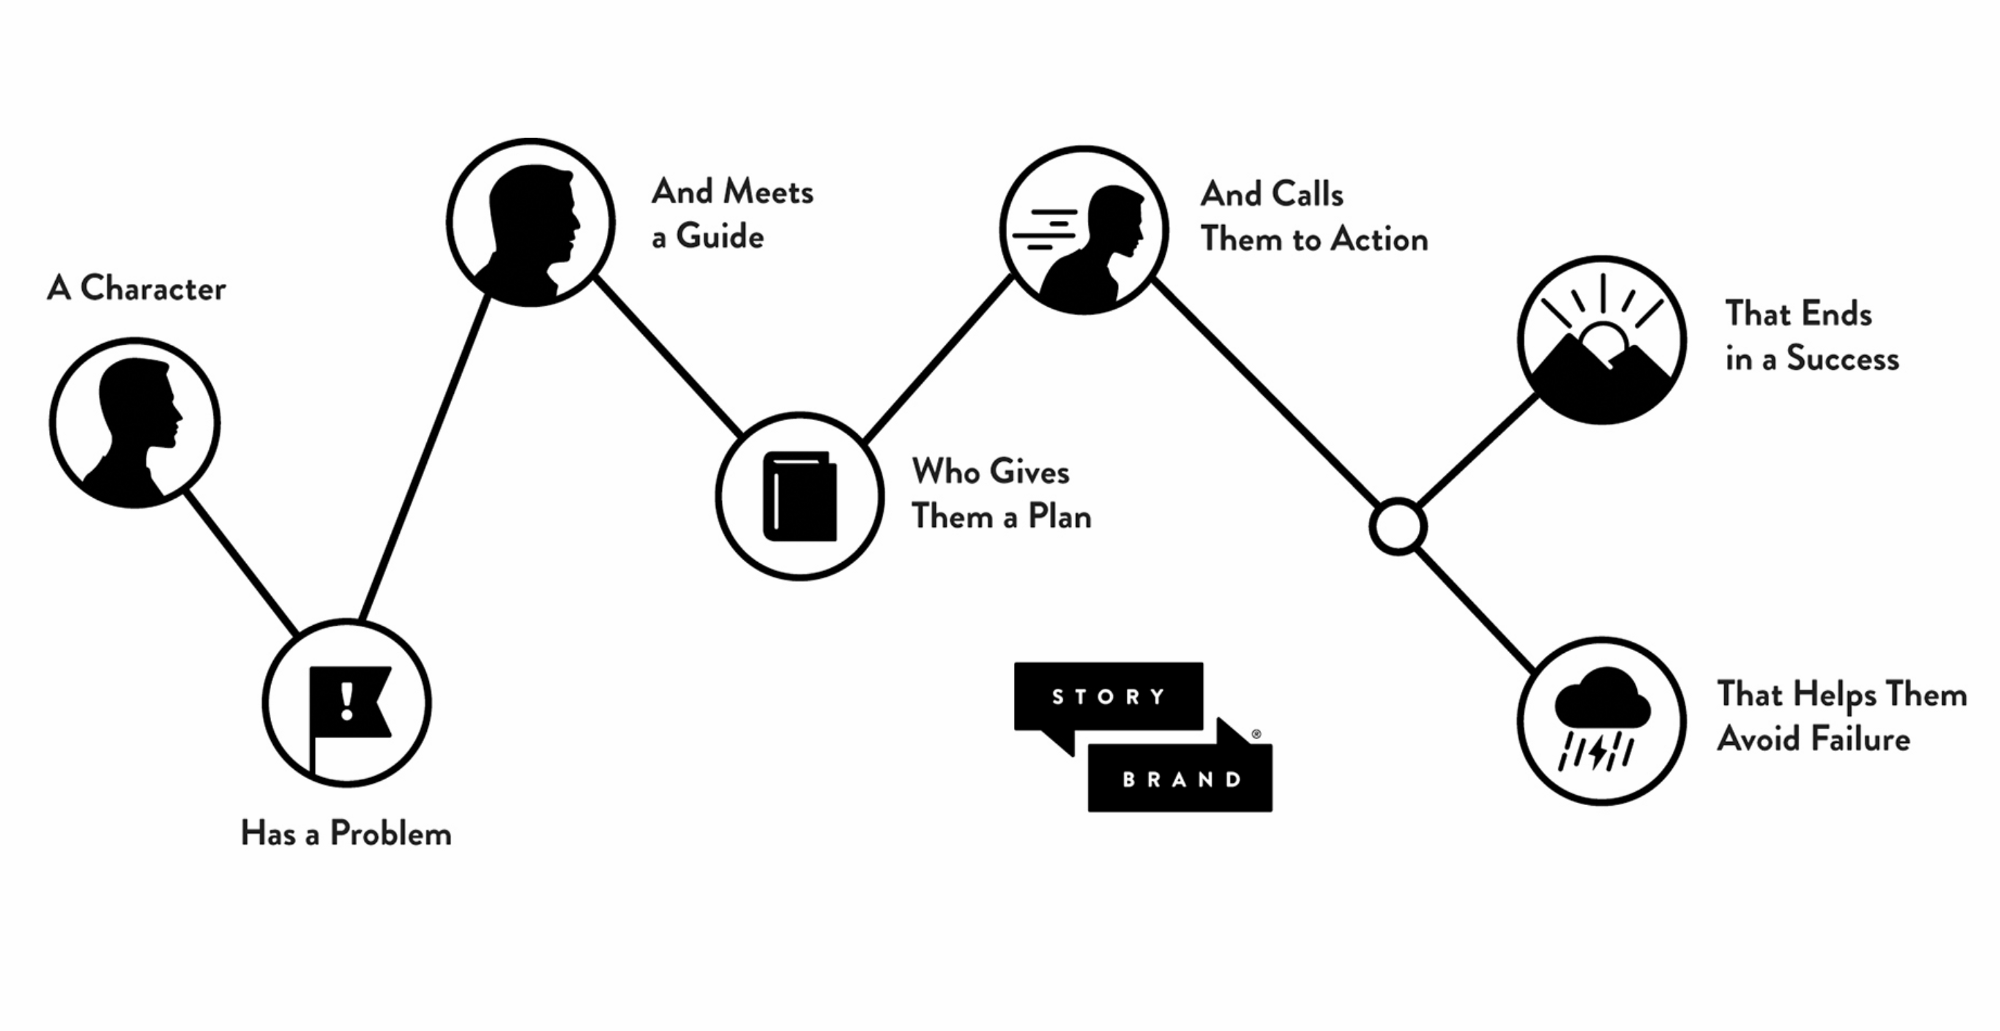 A Character
Has a Problem
And Meets
a Guide
Who Gives
Them a Plan
And Calls
Them to Action
That Ends
in a Success
That Helps Them
Avoid Failure
STORY
BRAND
®